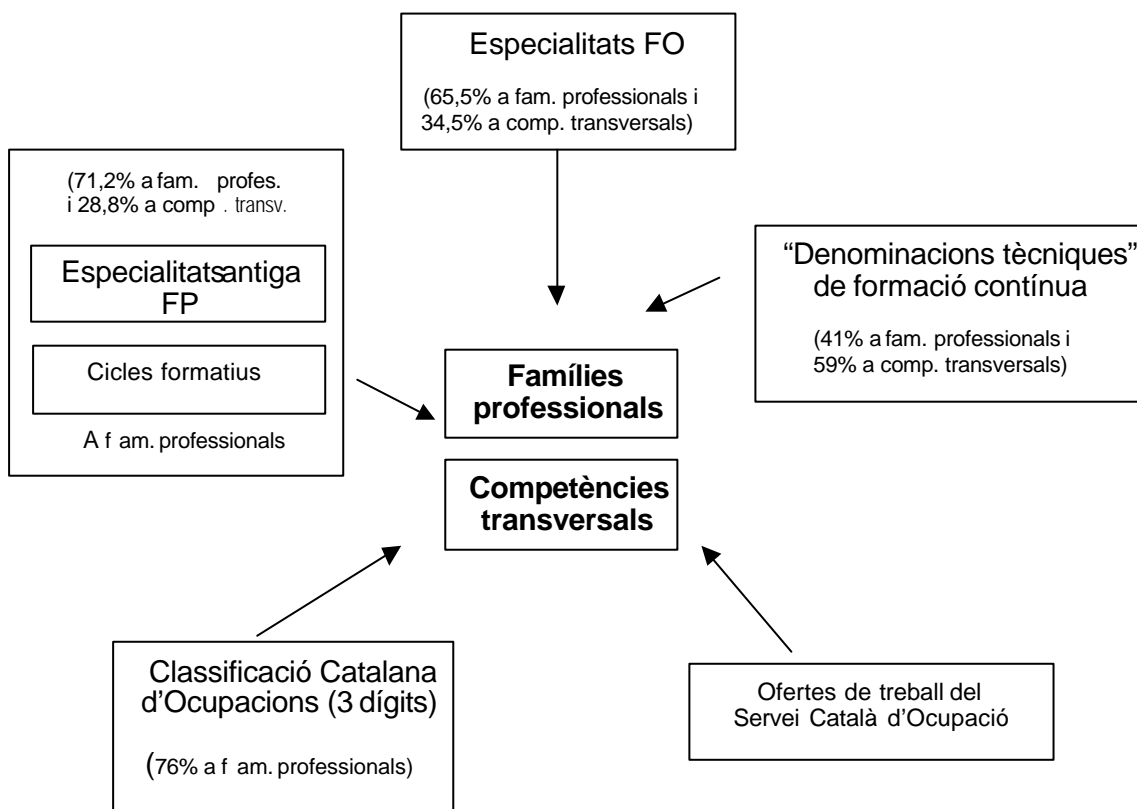 Especialitats FO
(65,5% a fam. professionals i
34,5% a comp. transversals)
(71,2% a fam. profes.
i 28,8% a comp . transv.
Especialitats antiga
FP
Cicles formatius
A f am. professionals
“Denominacions tècniques”
de formació contínua
(41% a fam. professionals i
59% a comp. transversals)
Famílies
professionals
Competències
transversals
Classificació Catalana
d’Ocupacions (3 dígits)
(76% a f am. professionals)
Ofertes de treball del
Servei Català d’Ocupació